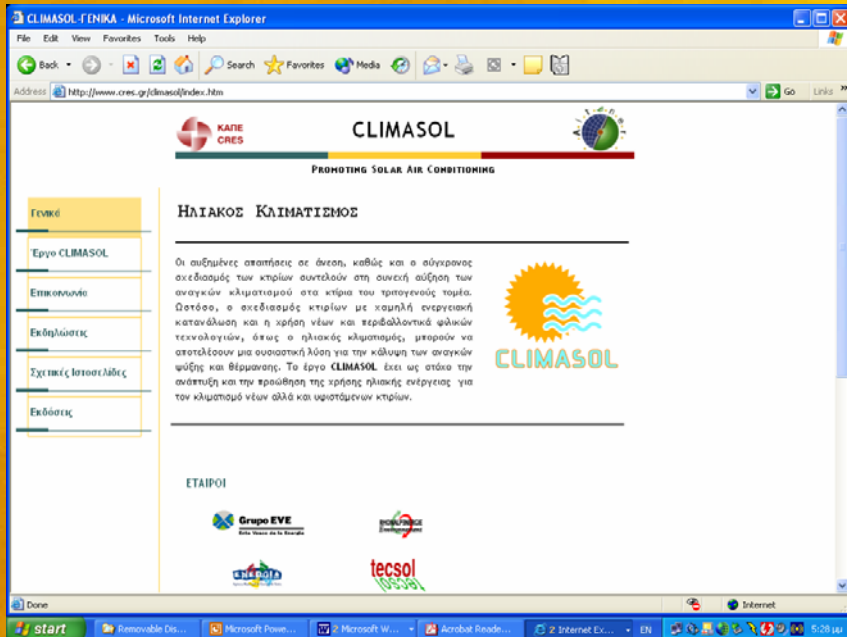 CLIMASOL-ΓΕΝΙΚΑ - Microsoft Internet Explorer
File Edit View Favorites Tools Help
Back Search Favorites Media
Address http://www.cres.gr/climasol/index.htm Go Links
ΚΑΠΕ
CRES
CLIMASOL
PROMOTING SOLAR AIR CONDITIONING
Γενικά
Έργο CLIMASOL
Επικοινωνία
Εκδηλώσεις
Σχετικές Ιστοσελίδες
Εκδόσεις
ΗΛΙΑΚΟΣ ΚΛΙΜΑΤΙΣΜΟΣ
Οι αυξημένες απαιτήσεις σε άνεση, καθώς και ο σύγχρονος
σχεδιασμός των κτιρίων συντελούν στη συνεχή αύξηση των
αναγκών κλιματισμού στα κτίρια του τριτογενούς τομέα.
Ωστόσο, ο σχεδιασμός κτιρίων με χαμηλή ενεργειακή
κατανάλωση και η χρήση νέων και περιβαλλοντικά φιλικών
τεχνολογιών, όπως ο ηλιακός κλιματισμός, μπορούν να
αποτελέσουν μια ουσιαστική λύση για την κάλυψη των αναγκών
ψύξης και θέρμανσης. Το έργο CLIMASOL έχει ως στόχο την
ανάπτυξη και την προώθηση της χρήσης ηλιακής ενέργειας για
τον κλιματισμό νέων αλλά και υφιστάμενων κτιρίων.
CLIMASOL
ΕΤΑΙΡΟΙ
Grupo EVE
Ente Vasco de la Energía
tecsol
Done Internet
start Removable Dis... Microsoft Powe... 2 Microsoft W... Acrobat Reade... 2 Internet Ex... EN 5:28 μμ